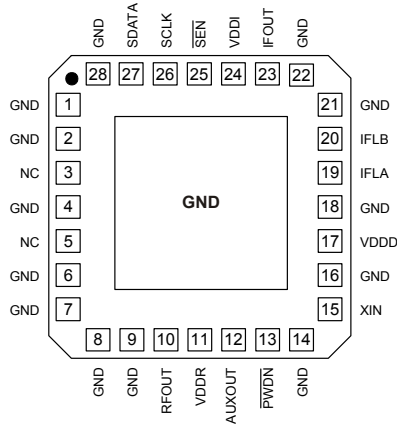 GND SDATA SCLK SEN VDDI IFOUT GND
28 27 26 25 24 23 22
GND 1 21 GND
GND 2 20 IFLB
NC 3 19 IFLA
GND
GND 4 18 GND
NC 5 17 VDDD
GND 6 16 GND
GND 7 15 XIN
8 9 10 11 12 13 14
GND GND RFOUT VDDR AUXOUT PWDN GND